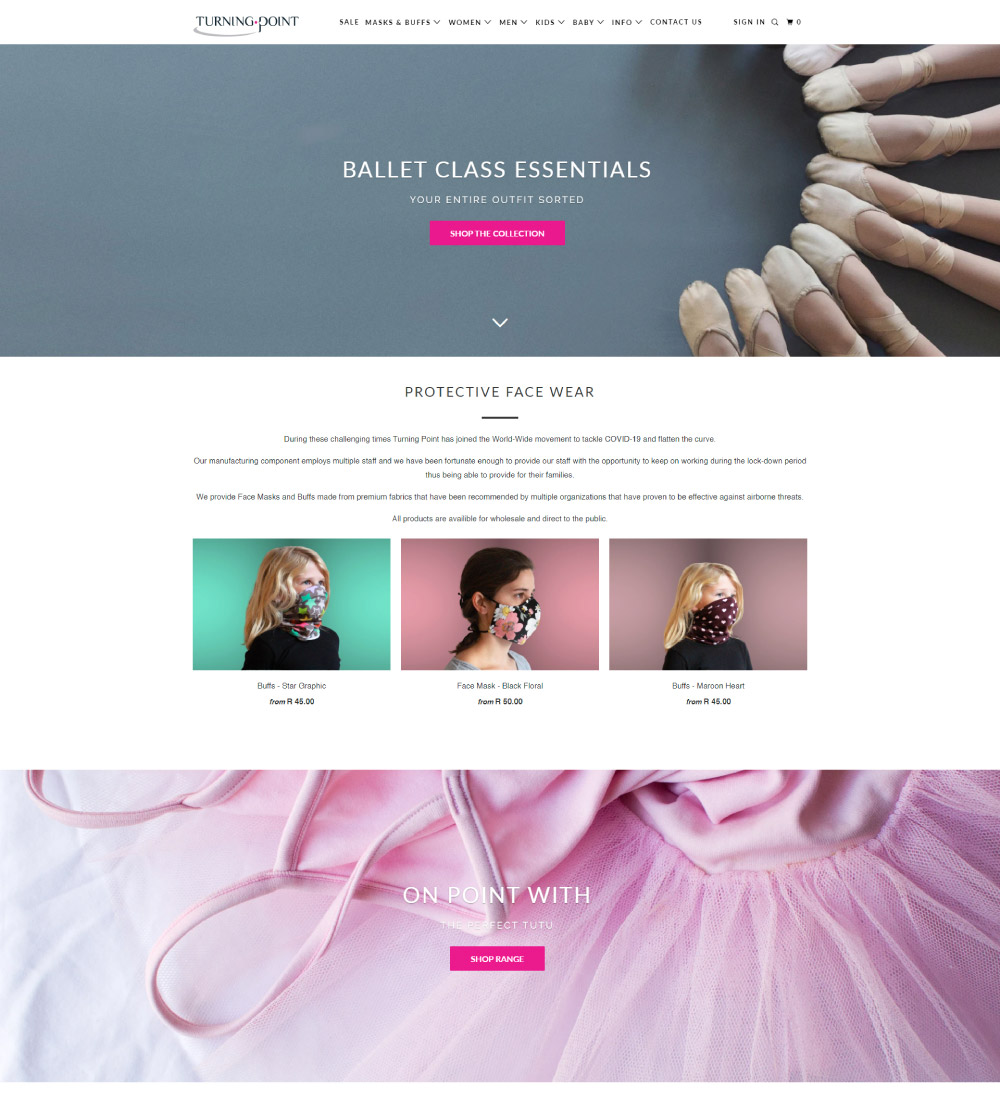 TURNING POINT
SALE MASKS & BUFFS WOMEN MEN KIDS BABY INFO CONTACT US SIGN IN 0
BALLET CLASS ESSENTIALS
YOUR ENTIRE OUTFIT SORTED
SHOP THE COLLECTION
PROTECTIVE FACE WEAR
During these challenging times Turning Point has joined the World-Wide movement to tackle COVID-19 and flatten the curve.
Our manufacturing component employs multiple staff and we have been fortunate enough to provide our staff with the opportunity to keep on working during the lock-down period
thus being able to provide for their families.
We provide Face Masks and Buffs made from premium fabrics that have been recommended by multiple organizations that have proven to be effective against airborne threats.
All products are availible for wholesale and direct to the public.
Buffs - Star Graphic Face Mask - Black Floral Buffs - Maroon Heart
from R 45.00 from R 50.00 from R 45.00
ON POINT WITH
THE PERFECT TUTU
SHOP RANGE